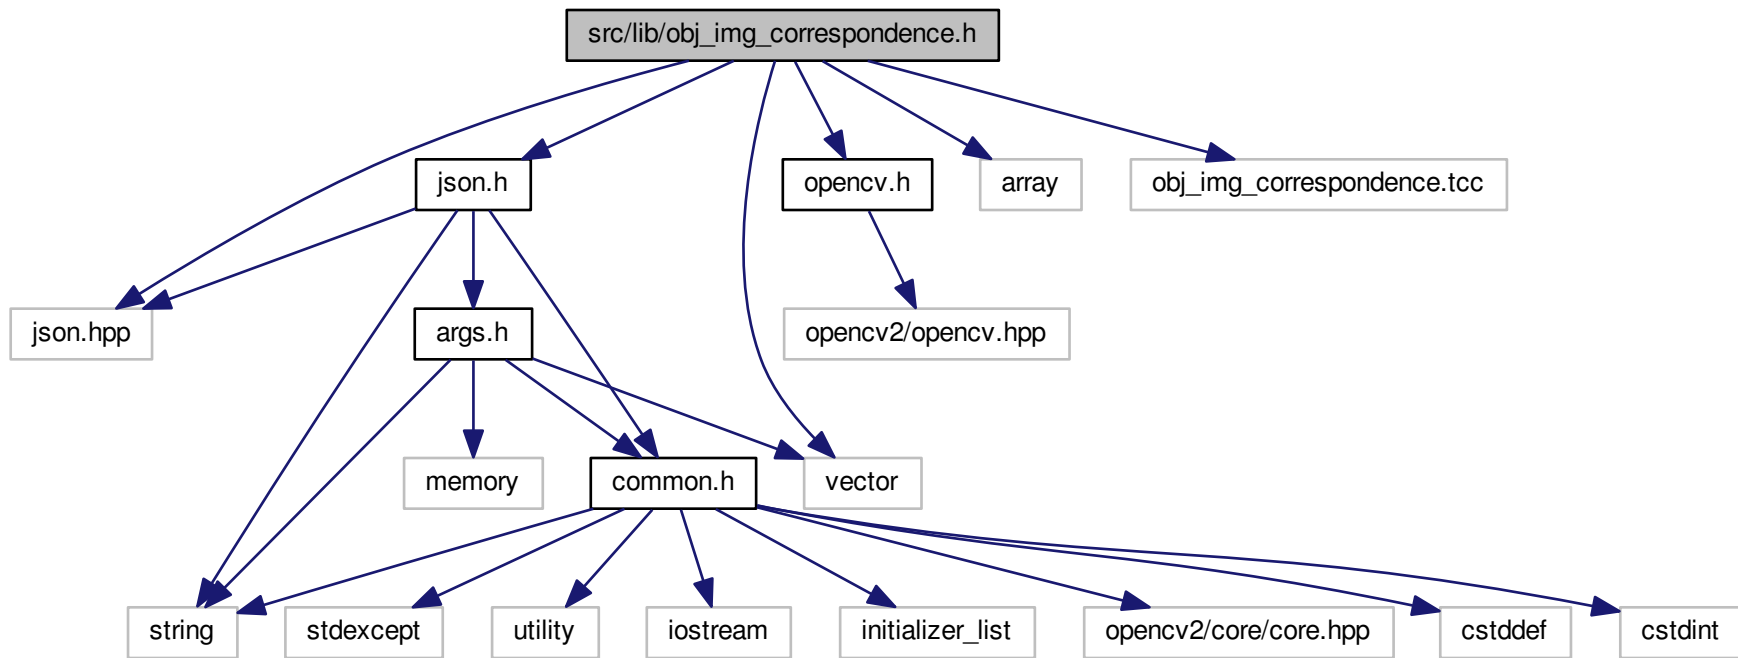 src/lib/obj_img_correspondence.h
json.h
opencv.h
array
obj_img_correspondence.tcc
json.hpp
args.h
opencv2/opencv.hpp
memory
common.h
vector
string
stdexcept
utility
iostream
initializer_list
opencv2/core/core.hpp
cstddef
cstdint